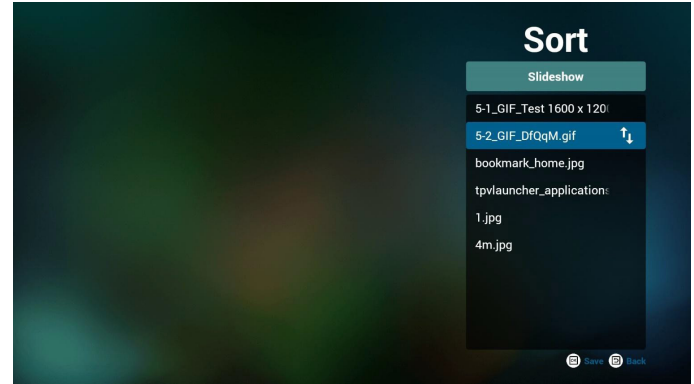 Sort
Slideshow
5-1_GIF_Test 1600 x 120
5-2_GIF_DfQqM.gif
bookmark_home.jpg
tpvlauncher_applications
1.jpg
4m.jpg
Save Back